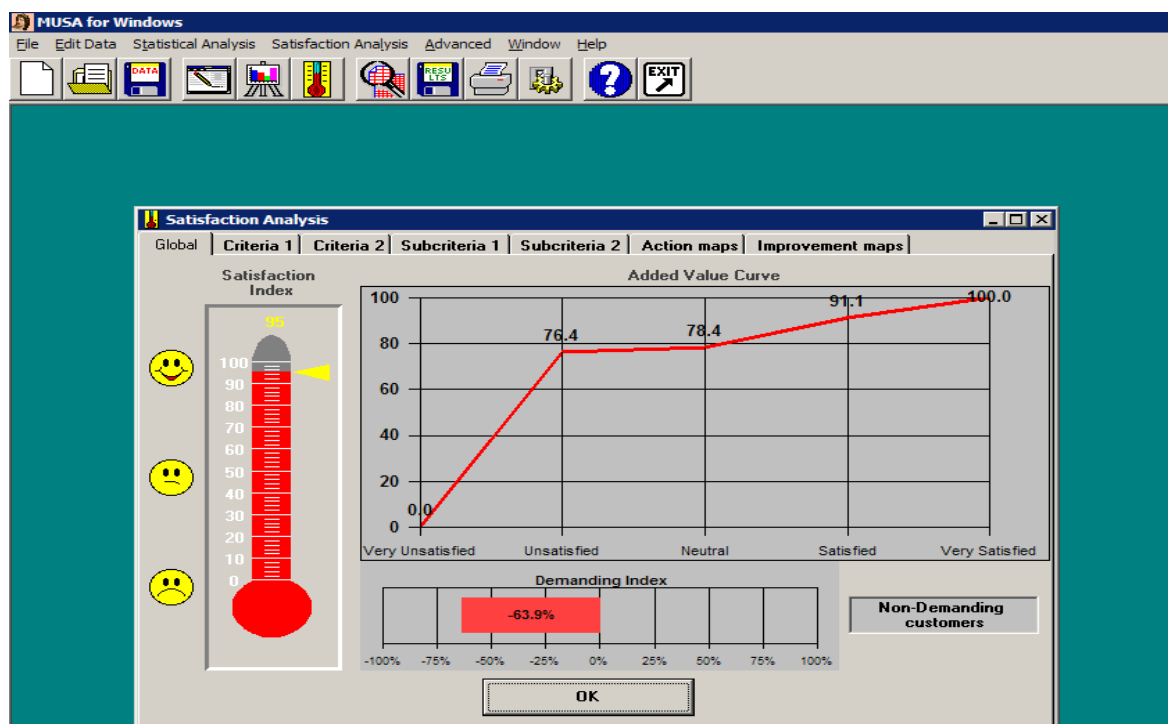 MUSA for Windows
File Edit Data Statistical Analysis Satisfaction Analysis Advanced Window Help
DATA
RESU
LTS
?
EXIT
Satisfaction Analysis
Global Criteria 1 Criteria 2 Subcriteria 1 Subcriteria 2 Action maps Improvement maps
Satisfaction
Index
95
100
90
80
70
60
50
40
30
20
10
0
Added Value Curve
100
80
60
40
20
0
0.0
76.4
78.4
91.1
100.0
Very Unsatisfied Unsatisfied Neutral Satisfied Very Satisfied
Demanding Index
-63.9%
-100% -75% -50% -25% 0% 25% 50% 75% 100%
Non-Demanding
customers
OK